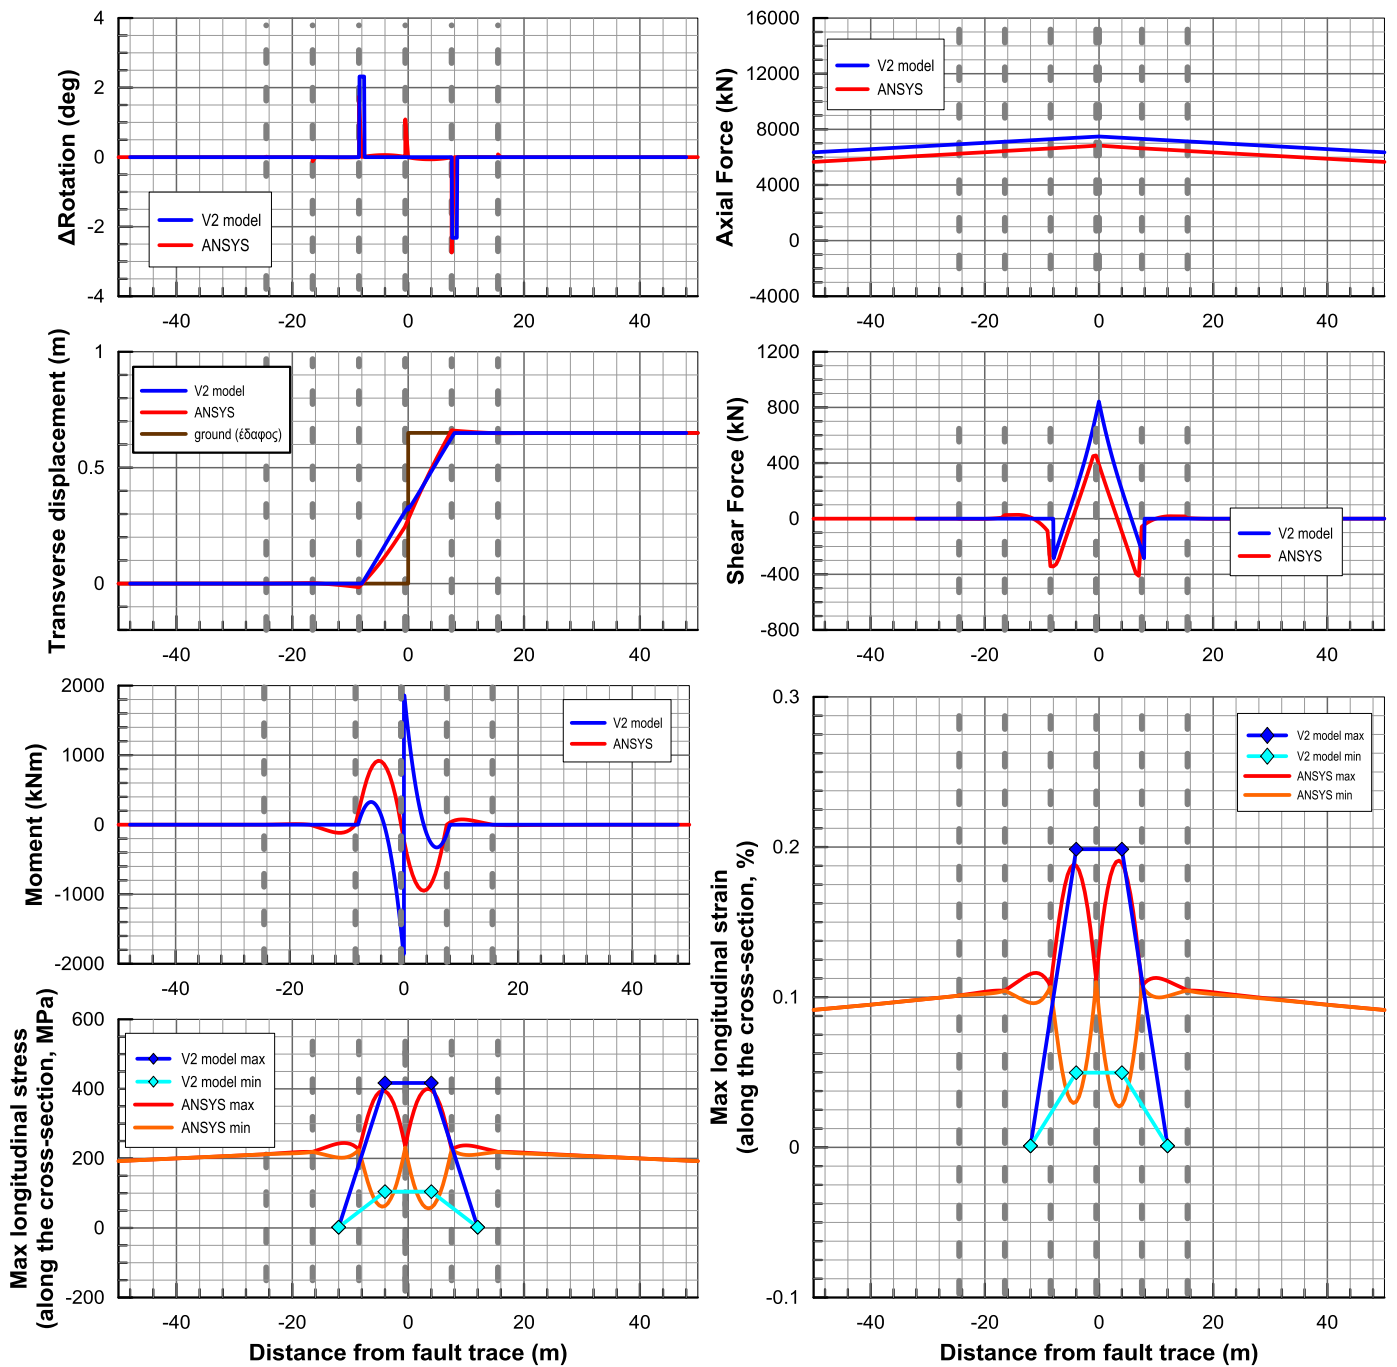 ΔRotation (deg)
4
2
0
-2
-4
V2 model
ANSYS
-40
-20
0
20
40
Axial Force (kN)
16000
12000
8000
4000
0
-4000
V2 model
ANSYS
-40
-20
0
20
40
Transverse displacement (m)
1
0.5
0
V2 model
ANSYS
ground (έδαφος)
-40
-20
0
20
40
Shear Force (kN)
1200
800
400
0
-400
-800
V2 model
ANSYS
-40
-20
0
20
40
Moment (kNm)
2000
1000
0
-1000
-2000
V2 model
ANSYS
-40
-20
0
20
40
Max longitudinal stress
(along the cross-section, MPa)
600
400
200
0
-200
V2 model max
V2 model min
ANSYS max
ANSYS min
-40
-20
0
20
40
Distance from fault trace (m)
Max longitudinal strain
(along the cross-section, %)
0.3
0.2
0.1
0
-0.1
V2 model max
V2 model min
ANSYS max
ANSYS min
-40
-20
0
20
40
Distance from fault trace (m)